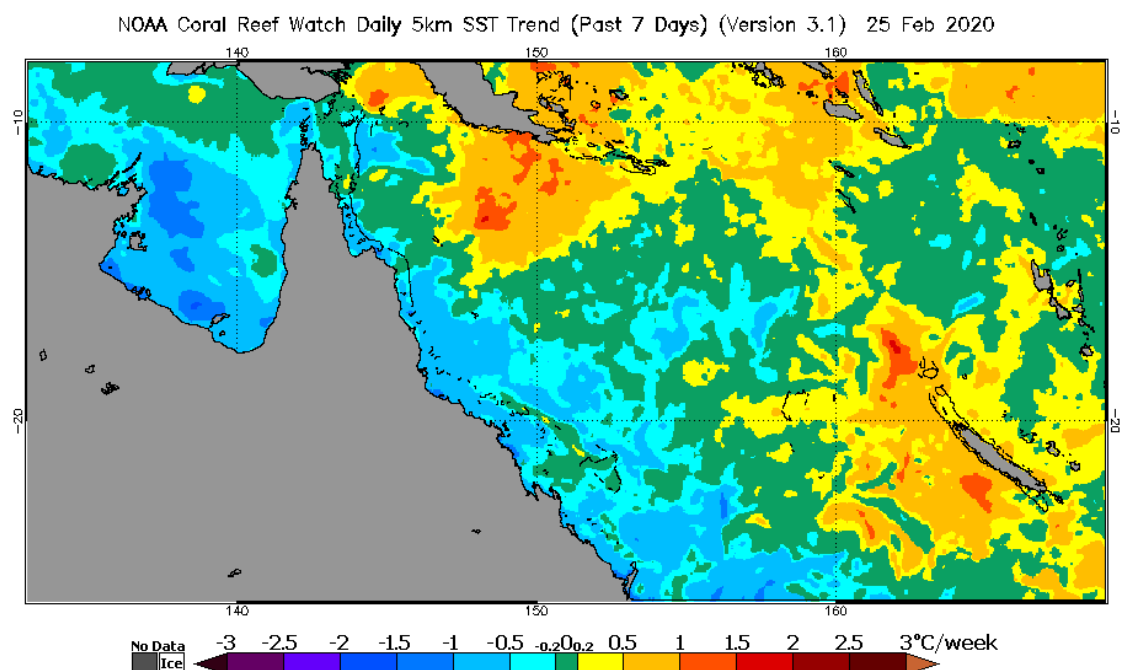 NOAA Coral Reef Watch Daily 5km SST Trend (Past 7 Days) (Version 3.1) 25 Feb 2020
140 150 160
-10 -10
-20 -20
140 150 160
No Data -3 -2.5 -2 -1.5 -1 -0.5 -0.2 0 0.2 0.5 1 1.5 2 2.5 3°C/week
Ice